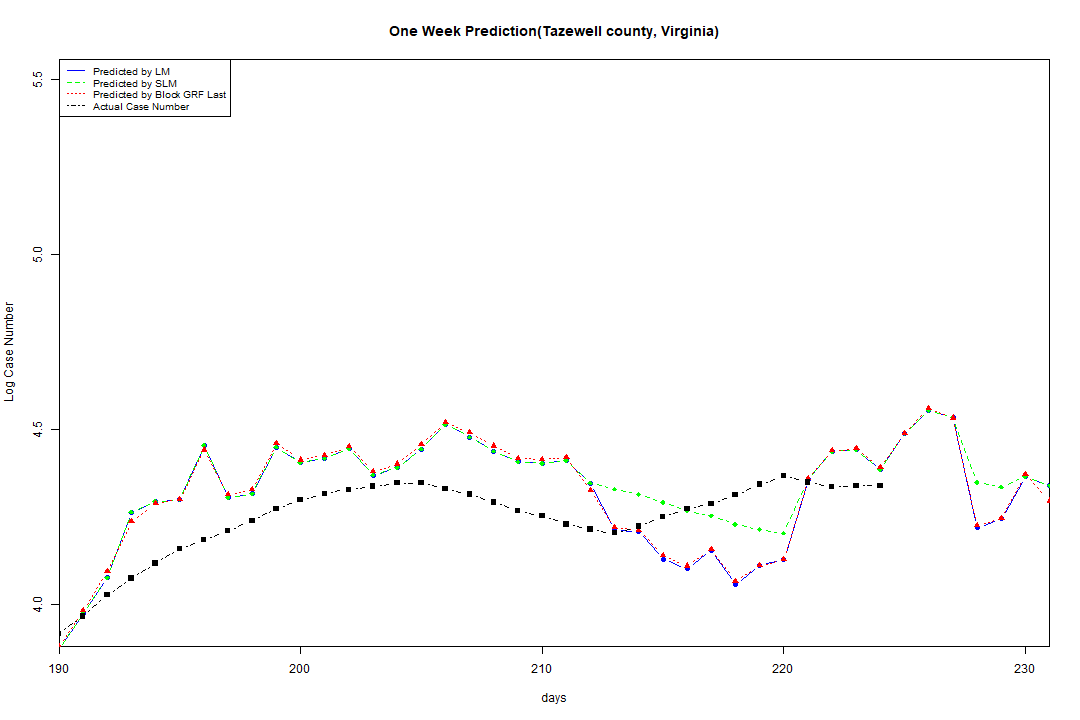 One Week Prediction(Tazewell county, Virginia)
Predicted by LM
Predicted by SLM
Predicted by Block GRF Last
Actual Case Number
5.5
5.0
4.5
4.0
Log Case Number
190
200
210
220
230
days